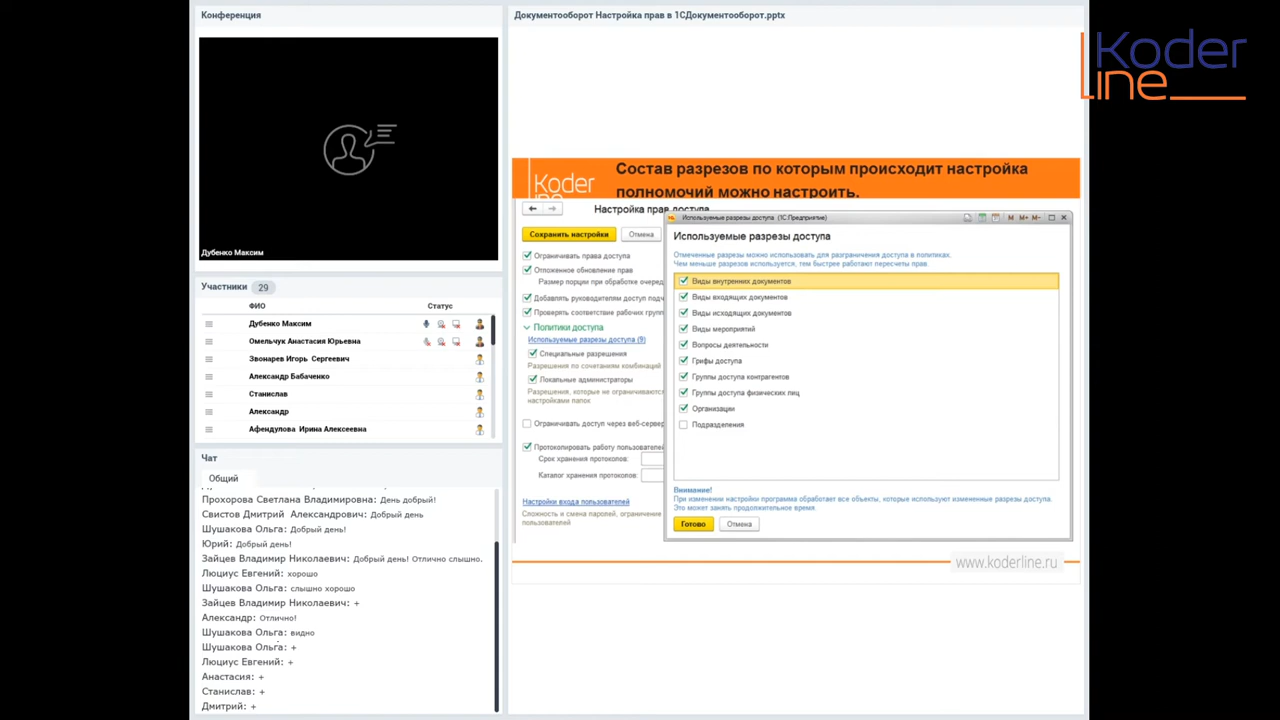 Конференция
Документооборот Настройка прав в 1СДокументооборот.pptx
Koder
line
Дубенко Максим
Участники 29
ФИО Статус
Дубенко Максим
Омельчук Анастасия Юрьевна
Звонарев Игорь Сергеевич
Александр Бабаченко
Станислав
Александр
Афендулова Ирина Алексеевна
Чат
Общий
Прохорова Светлана Владимировна: День добрый!
Свистов Дмитрий Александрович: Добрый день
Шушакова Ольга: Добрый день!
Юрий: Добрый день!
Зайцев Владимир Николаевич: Добрый день! Отлично слышно.
Люциус Евгений: хорошо
Шушакова Ольга: слышно хорошо
Зайцев Владимир Николаевич: +
Александр: Отлично!
Шушакова Ольга: видно
Шушакова Ольга: +
Люциус Евгений: +
Анастасия: +
Станислав: +
Дмитрий: +
Koder
Состав разрезов по которым происходит настройка
полномочий можно настроить.
Настройка прав доступа
Сохранить настройки Отмена
Ограничивать права доступа
Отложенное обновление прав
Размер порции при обработке очеред
Добавлять руководителям доступ подч
Проверять соответствие рабочих групп
Политики доступа
Используемые разрезы доступа (9)
Специальные разрешения
Разрешения по сочетаниям комбинаций
Локальные администраторы
Разрешения, которые не ограничиваются
настройками папок
Ограничивать доступ через веб-сервер
Протоколировать работу пользователей
Срок хранения протоколов:
Каталог хранения протоколов:
Настройки входа пользователей
Сложность и смена паролей, ограничение
пользователей
Используемые разрезы доступа (1С:Предприятие)
M M+ M-
Используемые разрезы доступа
Отмеченные разрезы можно использовать для разграничения доступа в политиках.
Чем меньше разрезов используется, тем быстрее работают пересчеты прав.
Виды внутренних документов
Виды входящих документов
Виды исходящих документов
Виды мероприятий
Вопросы деятельности
Грифы доступа
Группы доступа контрагентов
Группы доступа физических лиц
Организации
Подразделения
Внимание!
При изменении настройки программа обработает все объекты, которые используют измененные разрезы доступа.
Это может занять продолжительное время.
Готово Отмена
www.koderline.ru